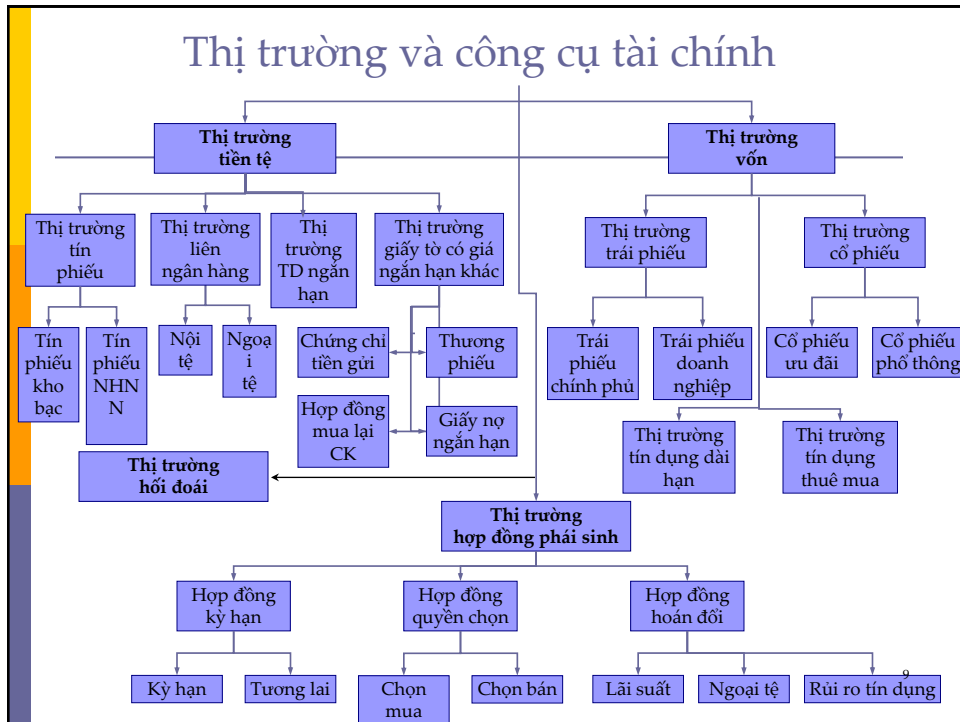 Thị trường và công cụ tài chính
Thị trường
tiền tệ
Thị trường
vốn
Thị trường
tín
phiếu
Thị trường
liên
ngân hàng
Thị
trường
TD ngắn
hạn
Thị trường
giấy tờ có giá
ngắn hạn khác
Thị trường
trái phiếu
Thị trường
cổ phiếu
Tín
phiếu
kho
bạc
Tín
phiếu
NHN
N
Nội
tệ
Ngoạ
i
tệ
Chứng chỉ
tiền gửi
Thương
phiếu
Trái
phiếu
chính phủ
Trái phiếu
doanh
nghiệp
Cổ phiếu
ưu đãi
Cổ phiếu
phổ thông
Hợp đồng
mua lại
CK
Giấy nợ
ngắn hạn
Thị trường
tín dụng dài
hạn
Thị trường
tín dụng
thuê mua
Thị trường
hối đoái
Thị trường
hợp đồng phái sinh
Hợp đồng
kỳ hạn
Hợp đồng
quyền chọn
Hợp đồng
hoán đổi
Kỳ hạn
Tương lai
Chọn
mua
Chọn bán
Lãi suất
Ngoại tệ
Rủi ro tín dụng
9